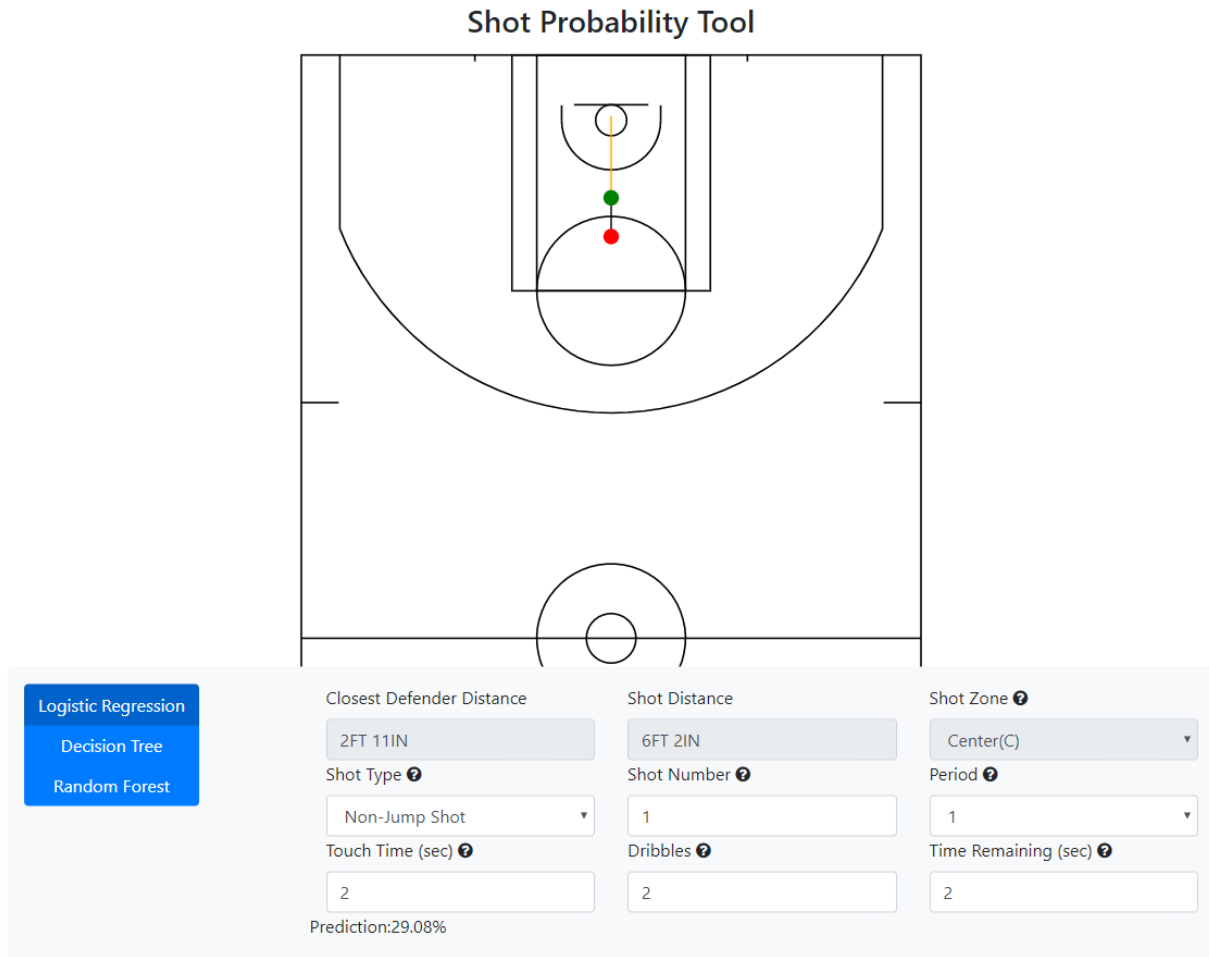 Shot Probability Tool
Logistic Regression
Decision Tree
Random Forest
Closest Defender Distance
Shot Distance
Shot Zone
2FT 11IN
6FT 2IN
Center(C)
Shot Type
Shot Number
Period
Non-Jump Shot
1
1
Touch Time (sec)
Dribbles
Time Remaining (sec)
2
2
2
Prediction:29.08%